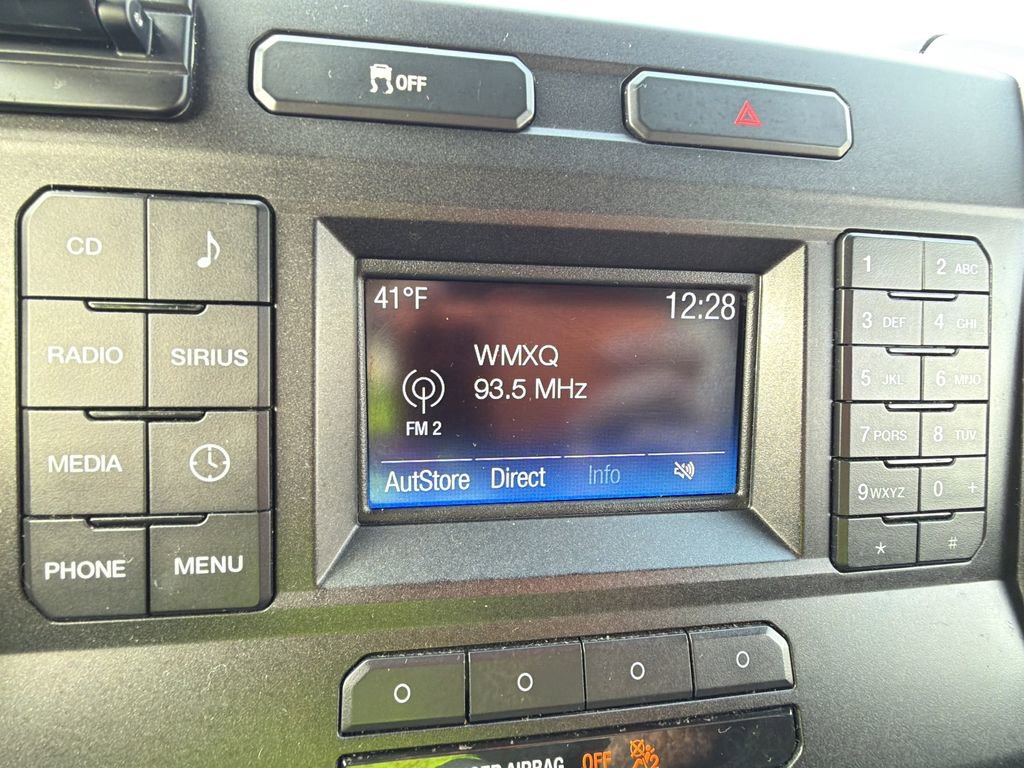 OFF
CD
RADIO
SIRIUS
MEDIA
PHONE
MENU
41°F
12:28
WMXQ
93.5 MHz
FM 2
AutStore Direct Info
1
2 ABC
3 DEF
4 GHI
5 JKL
6 MNO
7 PQRS
8 TUV
9 WXYZ
0 +
*
#
AIRBAG OFF